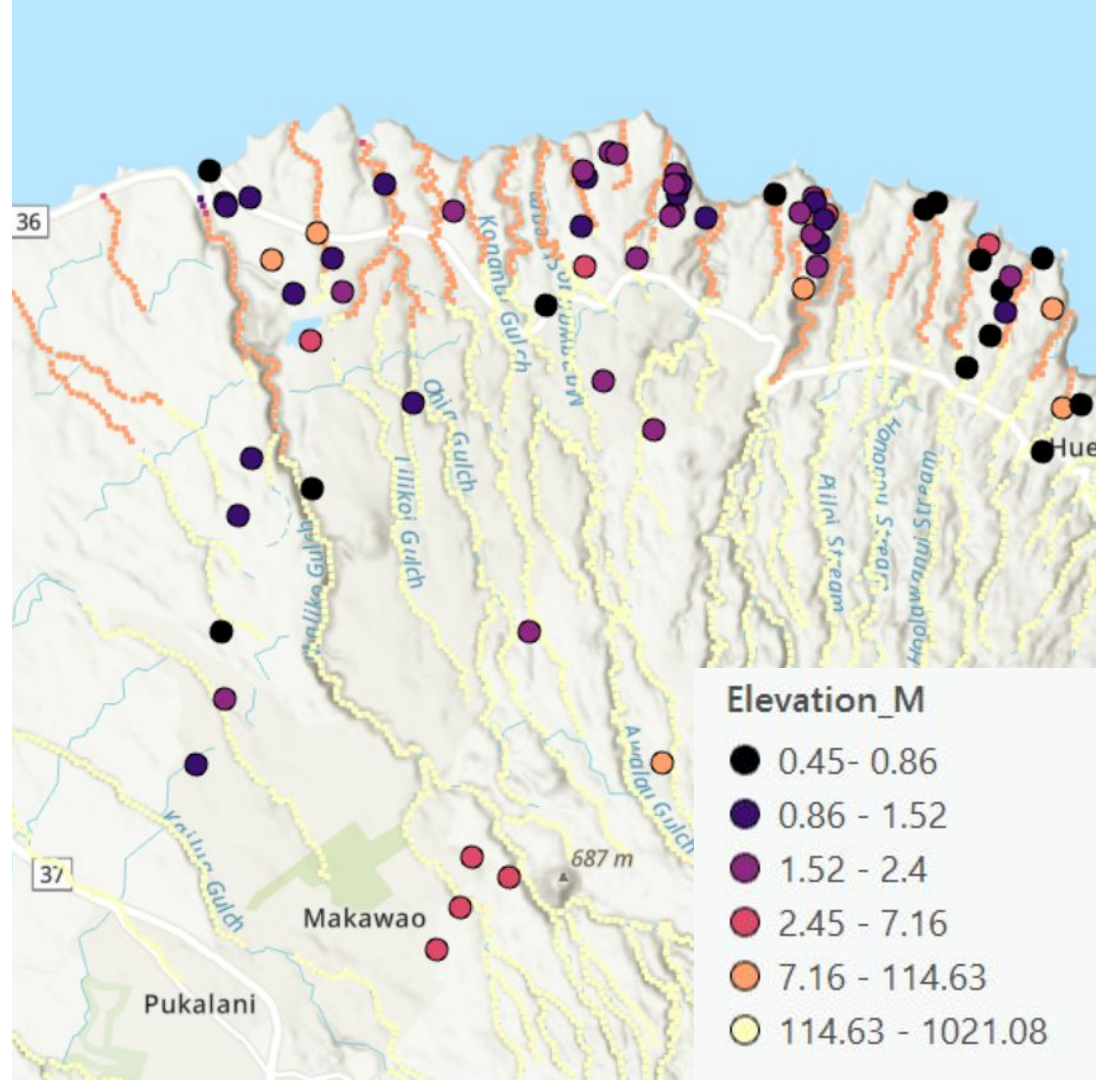 36
Konanui Gulch
Ohia Gulch
Lilikoi Gulch
Maliko Gulch
Piiloi Stream
Honopou Stream
Hoolawanui Stream
Hue
Awalau Gulch
Kailua Gulch
37
687 m
Makawao
Pukalani
Elevation_M
0.45- 0.86
0.86 - 1.52
1.52 - 2.4
2.45 - 7.16
7.16 - 114.63
114.63 - 1021.08